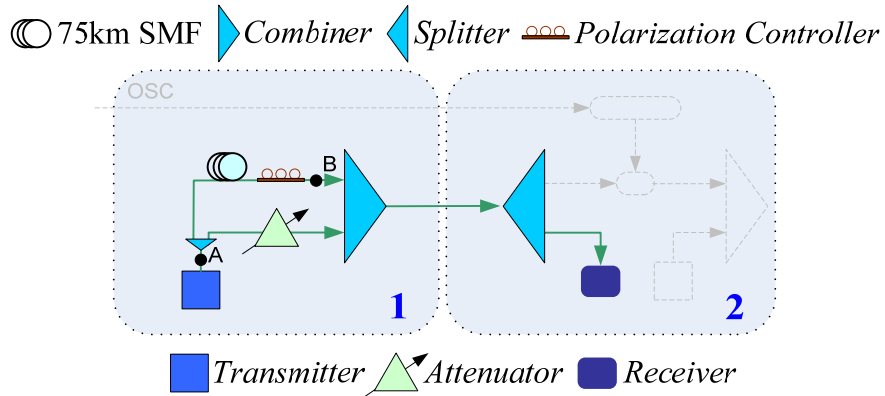 75km SMF Combiner Splitter Polarization Controller
OSC
B
A
1 2
Transmitter Attenuator Receiver